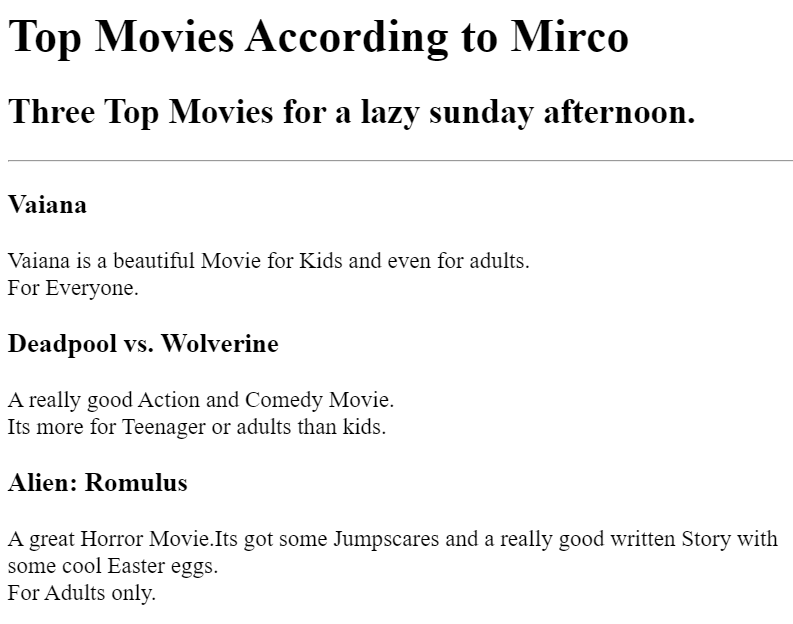 Top Movies According to Mirco
Three Top Movies for a lazy sunday afternoon.
Vaiana
Vaiana is a beautiful Movie for Kids and even for adults.
For Everyone.
Deadpool vs. Wolverine
A really good Action and Comedy Movie.
Its more for Teenager or adults than kids.
Alien: Romulus
A great Horror Movie.Its got some Jumpscares and a really good written Story with
some cool Easter eggs.
For Adults only.